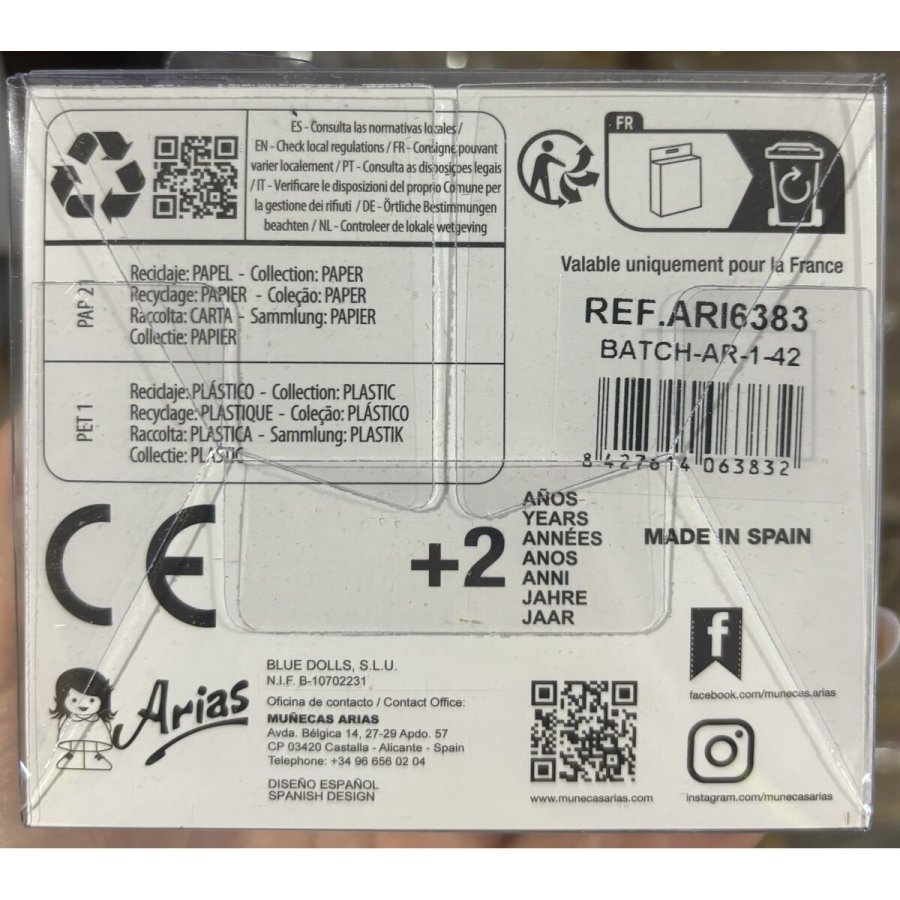 ES - Consulta las normativas locales /
EN - Check local regulations / FR - Consigne pouvant
varier localement / PT - Consulta as disposiçoes legais
/ IT - Verificare le disposizioni del proprio Comune per
la gestione dei rifiuti / DE - Örtliche Bestimmungen
beachten / NL - Controleer de lokale wetgeving
PAP 21
Reciclaje: PAPEL - Collection: PAPER
Recyclage: PAPIER - Coleção: PAPER
Raccolta: CARTA - Sammlung: PAPIER
Collectie: PAPIER
PET 1
Reciclaje: PLÁSTICO - Collection: PLASTIC
Recyclage: PLASTIQUE - Coleção: PLÁSTICO
Raccolta: PLASTICA - Sammlung: PLASTIK
Collectie: PLASTIC
FR
Valable uniquement pour la France
REF.ARI6383
BATCH-AR-1-42
8 427614 063832
CE
+2
AÑOS
YEARS
ANNÉES
ANOS
ANNI
JAHRE
JAAR
MADE IN SPAIN
Arias
BLUE DOLLS, S.L.U.
N.I.F. B-10702231
Oficina de contacto / Contact Office:
MUÑECAS ARIAS
Avda. Bélgica 14, 27-29 Apdo. 57
CP 03420 Castalla - Alicante - Spain
Telephone: +34 96 656 02 04
DISEÑO ESPAÑOL
SPANISH DESIGN
www.munecasarias.com
f
facebook.com/munecas.arias
instagram.com/munecasarias